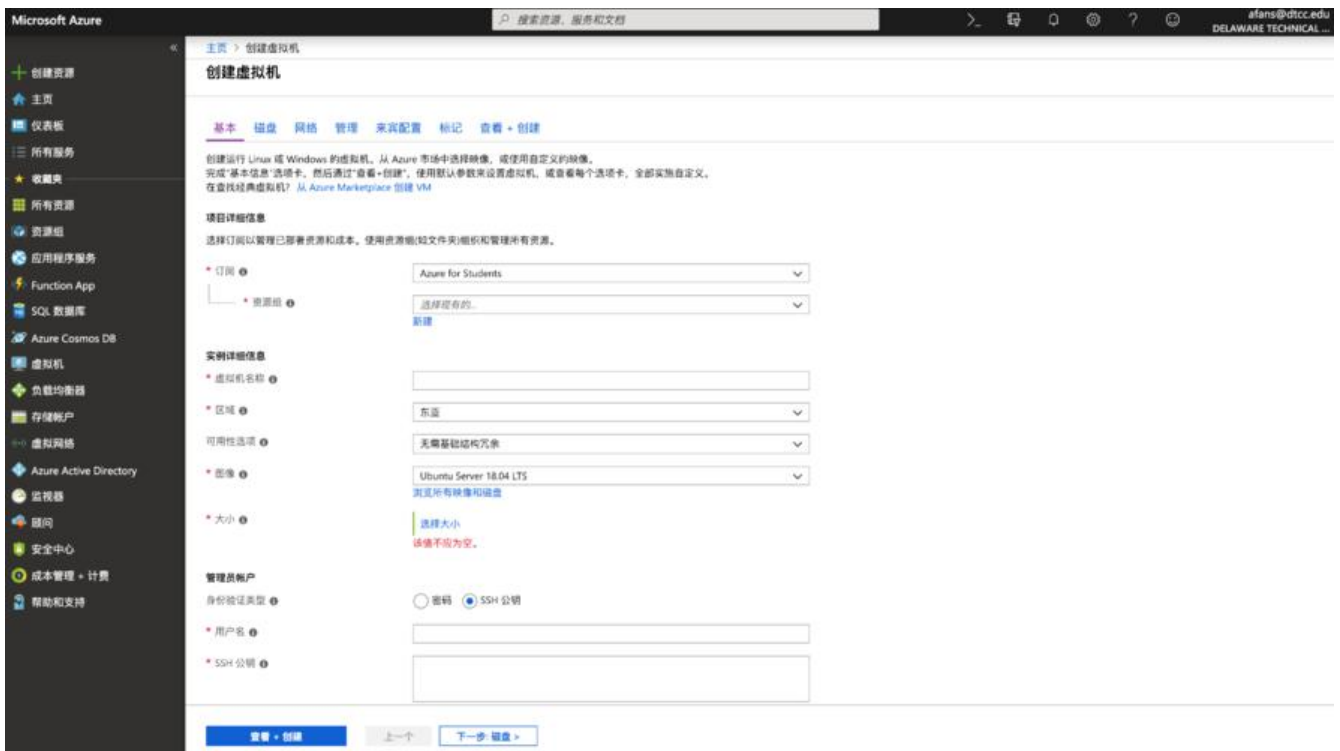 Microsoft Azure
搜索资源、服务和文档
afans@dtcc.edu
DELAWARE TECHNICAL ...
创建资源
主页
仪表板
所有服务
收藏夹
所有资源
资源组
应用程序服务
Function App
SQL 数据库
Azure Cosmos DB
虚拟机
负载均衡器
存储帐户
虚拟网络
Azure Active Directory
监视器
顾问
安全中心
成本管理 + 计费
帮助和支持
主页 > 创建虚拟机
创建虚拟机
基本 磁盘 网络 管理 来宾配置 标记 查看 + 创建
创建运行 Linux 或 Windows 的虚拟机。从 Azure 市场中选择映像，或使用自定义的映像。
完成"基本信息"选项卡，然后通过"查看+创建"，使用默认参数来设置虚拟机，或查看每个选项卡，全部实施自定义。
在查找经典虚拟机? 从 Azure Marketplace 创建 VM
项目详细信息
选择订阅以管理已部署资源和成本。使用资源组(如文件夹)组织和管理所有资源。
* 订阅 Azure for Students
* 资源组 选择现有的...
新建
实例详细信息
* 虚拟机名称
* 区域 东亚
可用性选项 无需基础结构冗余
* 图像 Ubuntu Server 18.04 LTS
浏览所有映像和磁盘
* 大小 选择大小
该值不应为空。
管理员帐户
身份验证类型 密码 SSH 公钥
* 用户名
* SSH 公钥
查看 + 创建 上一个 下一步: 磁盘 >